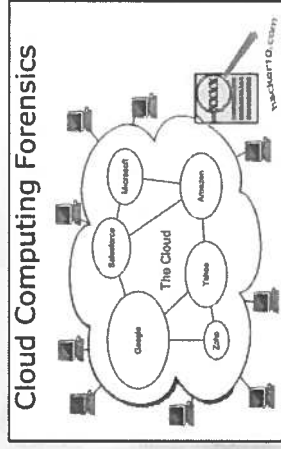 Cloud Computing Forensics
Microsoft
Salesforce
Google
The Cloud
Amazon
Yahoo
Zoho
hacker10.com